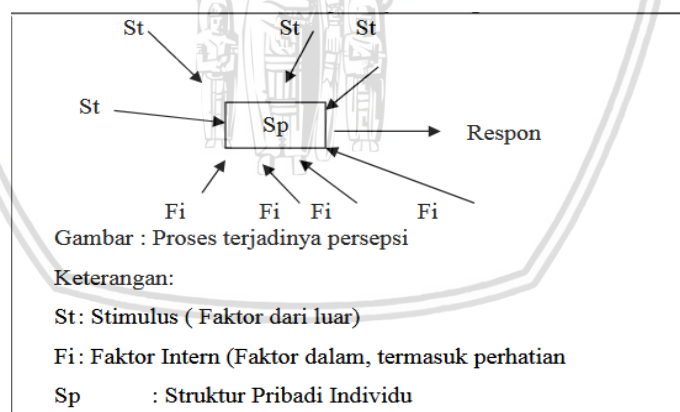 St St St
St
Sp
Respon
Fi Fi Fi Fi
Gambar : Proses terjadinya persepsi
Keterangan:
St: Stimulus ( Faktor dari luar)
Fi: Faktor Intern (Faktor dalam, termasuk perhatian
Sp : Struktur Pribadi Individu